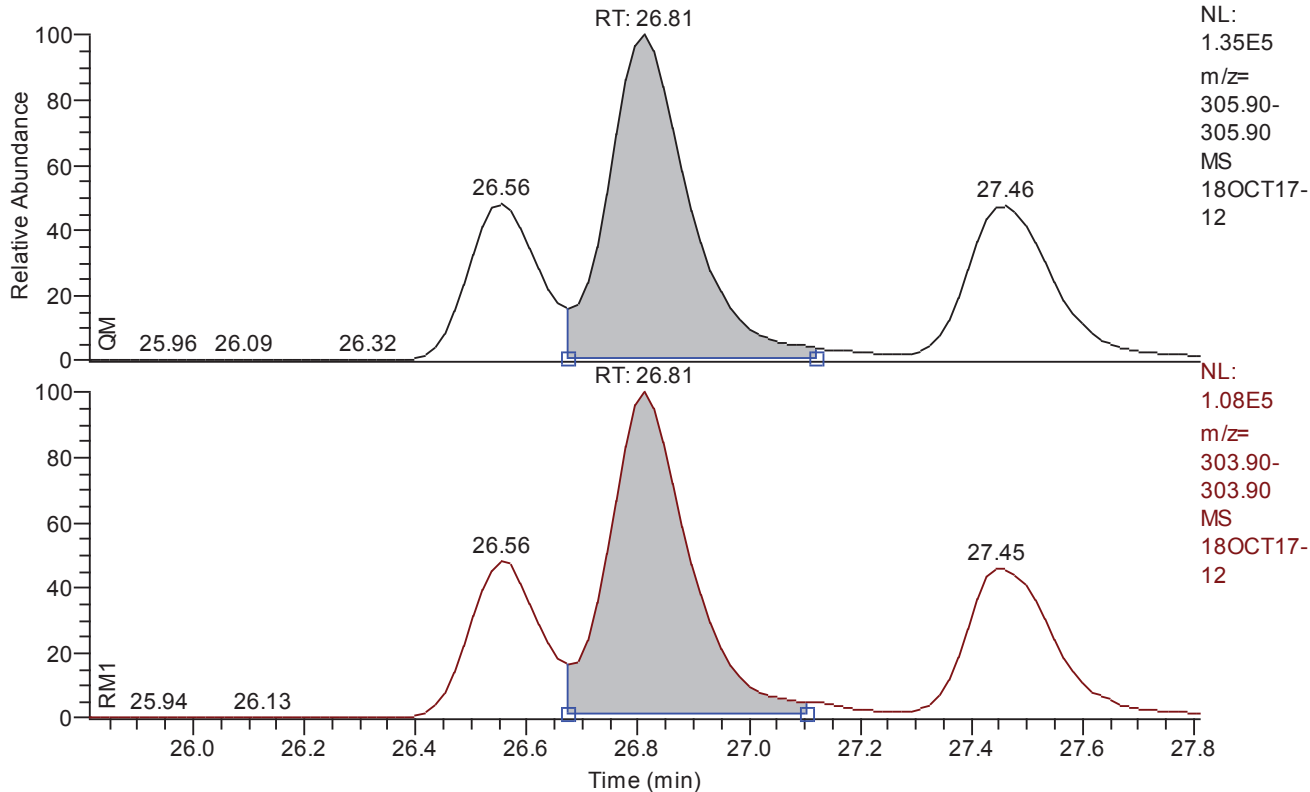 RT: 26.81
NL:
1.35E5
m/z=
305.90-
305.90
MS
18OCT17-
12
100
80
60
40
20
0
Relative Abundance
26.56
27.46
QM
25.96 26.09 26.32
RT: 26.81
NL:
1.08E5
m/z=
303.90-
303.90
MS
18OCT17-
12
100
80
60
40
20
0
26.56
27.45
RM1
25.94 26.13
26.0 26.2 26.4 26.6 26.8 27.0 27.2 27.4 27.6 27.8
Time (min)